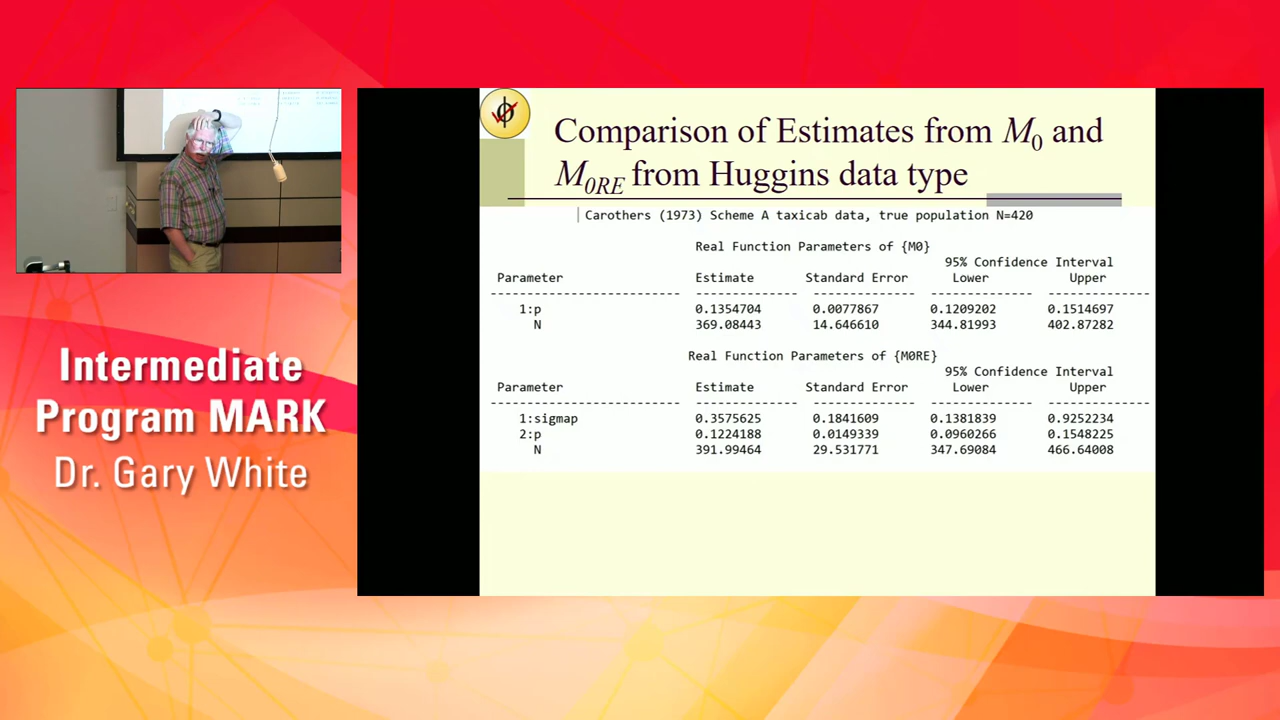 Comparison of Estimates from M0 and
M0RE from Huggins data type
Carothers (1973) Scheme A taxicab data, true population N=420
Real Function Parameters of {M0}
95% Confidence Interval
Parameter Estimate Standard Error Lower Upper
1:p 0.1354704 0.0077867 0.1209202 0.1514697
N 369.08443 14.646610 344.81993 402.87282
Real Function Parameters of {M0RE}
95% Confidence Interval
Parameter Estimate Standard Error Lower Upper
1:sigmap 0.3575625 0.1841609 0.1381839 0.9252234
2:p 0.1224188 0.0149339 0.0960266 0.1548225
N 391.99464 29.531771 347.69084 466.64008
Intermediate
Program MARK
Dr. Gary White